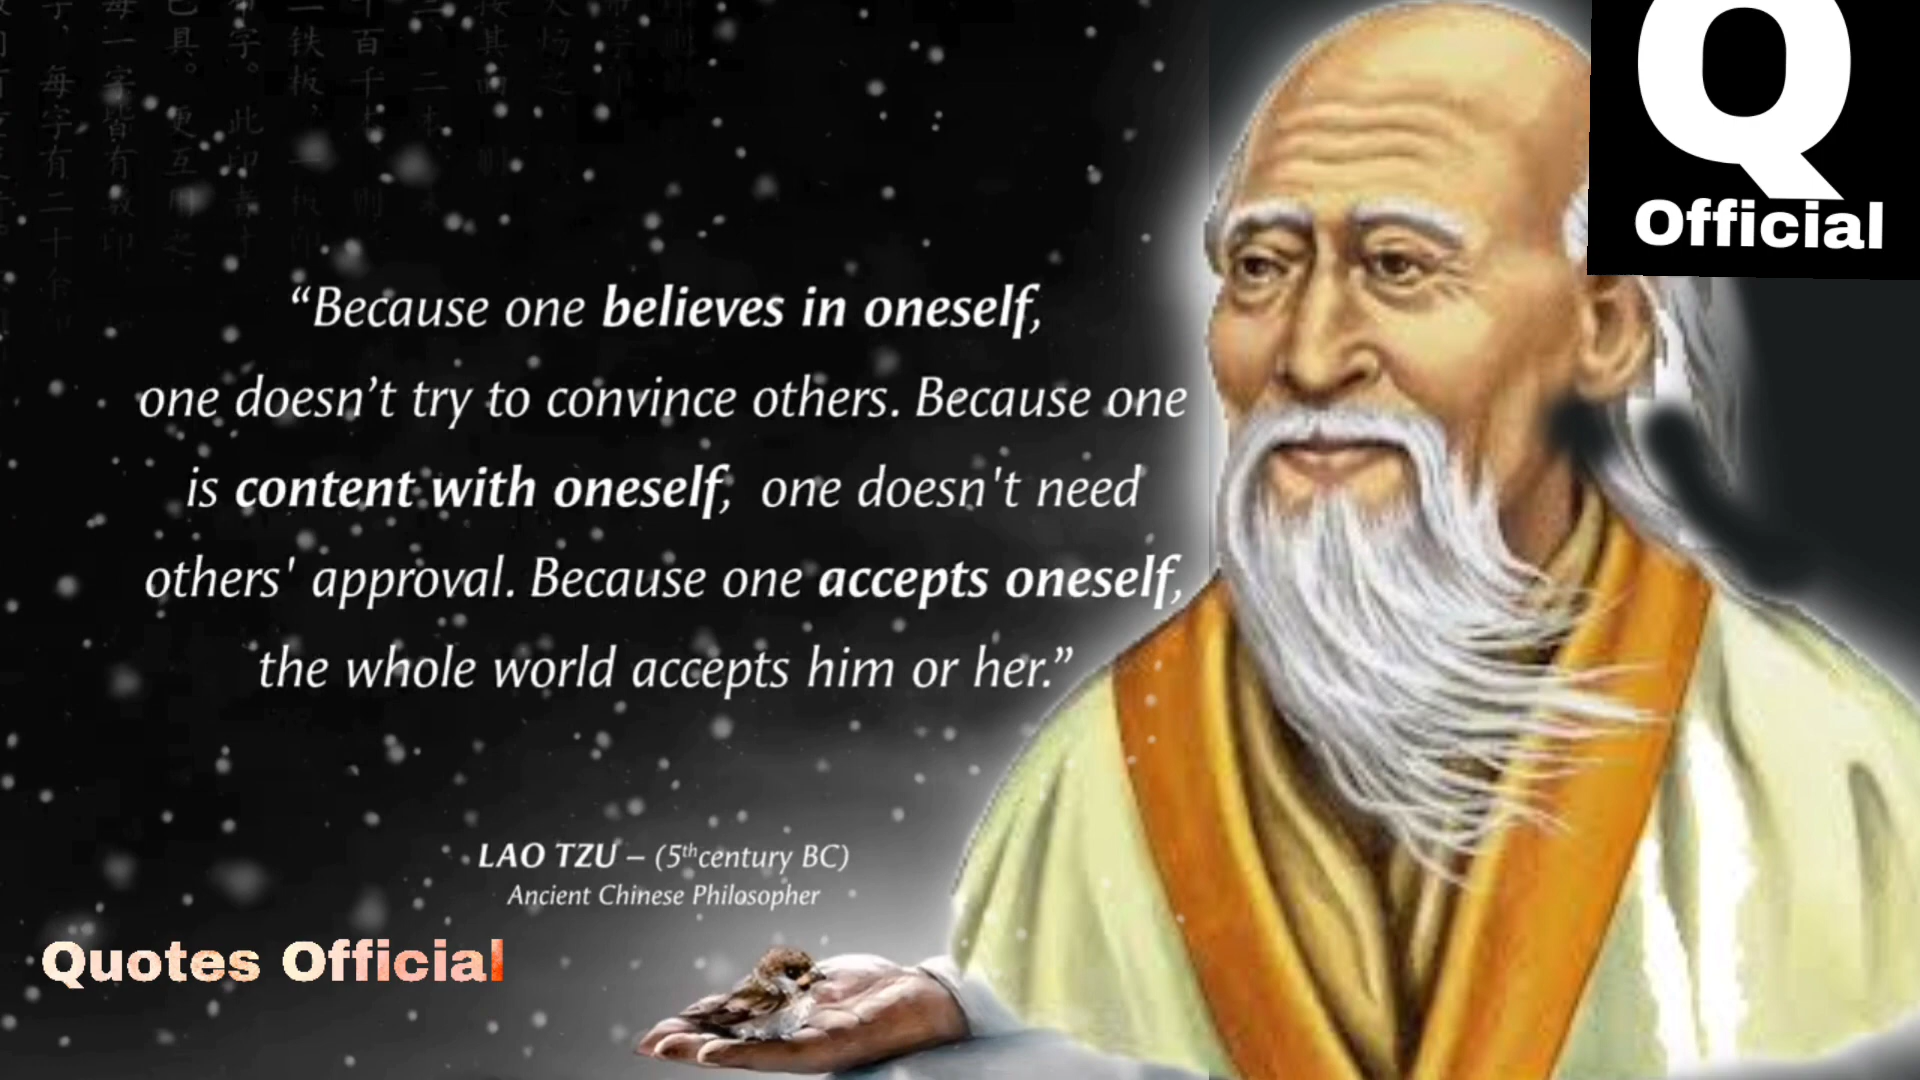 Q
Official
“Because one believes in oneself,
one doesn’t try to convince others. Because one
is content with oneself, one doesn't need
others' approval. Because one accepts oneself,
the whole world accepts him or her.”
LAO TZU – (5th century BC)
Ancient Chinese Philosopher
Quotes Official